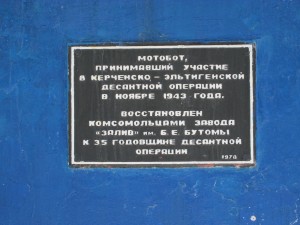 МОТОБОТ,
ПРИНИМАВШИЙ УЧАСТИЕ
В КЕРЧЕНСКО - ЭЛЬТИГЕНСКОЙ
ДЕСАНТНОЙ ОПЕРАЦИИ
В НОЯБРЕ 1943 ГОДА.
ВОССТАНОВЛЕН
КОМСОМОЛЬЦАМИ ЗАВОДА
"ЗАЛИВ" ИМ. Б. Е. БУТОМЫ
К 35 ГОДОВЩИНЕ ДЕСАНТНОЙ
ОПЕРАЦИИ
1978